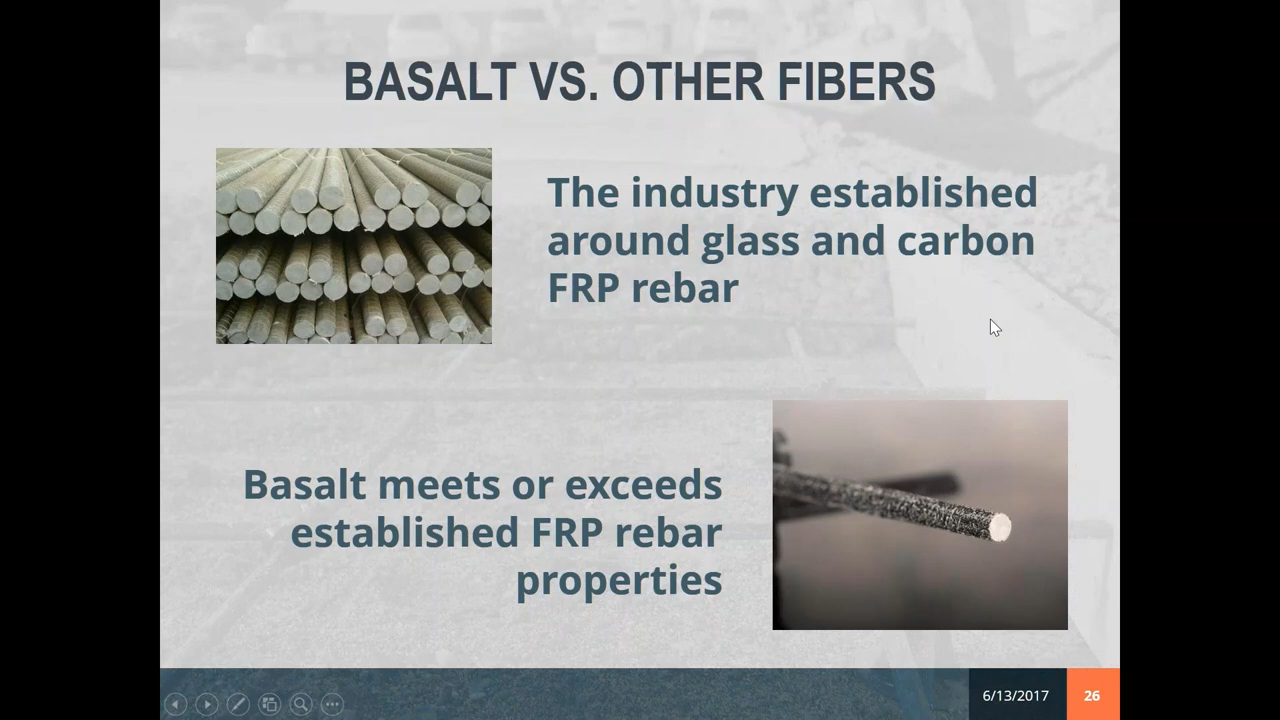 BASALT VS. OTHER FIBERS
The industry established
around glass and carbon
FRP rebar
Basalt meets or exceeds
established FRP rebar
properties
6/13/2017
26